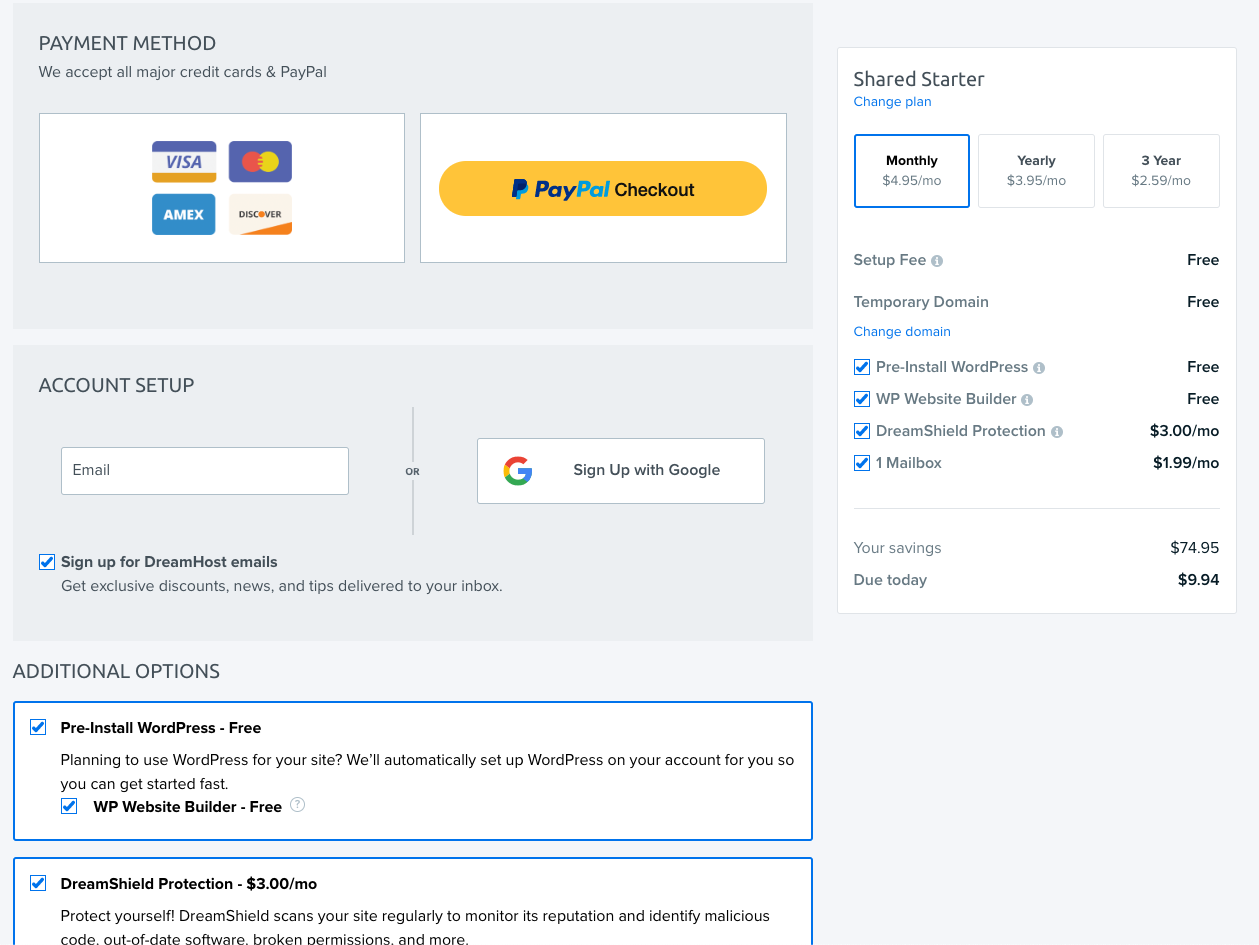 PAYMENT METHOD
We accept all major credit cards & PayPal
VISA
AMEX
DISCOVER
PayPal Checkout
ACCOUNT SETUP
Email
OR
Sign Up with Google
Sign up for DreamHost emails
Get exclusive discounts, news, and tips delivered to your inbox.
ADDITIONAL OPTIONS
Pre-Install WordPress - Free
Planning to use WordPress for your site? We’ll automatically set up WordPress on your account for you so
you can get started fast.
WP Website Builder - Free ?
DreamShield Protection - $3.00/mo
Protect yourself! DreamShield scans your site regularly to monitor its reputation and identify malicious
code, out-of-date software, broken permissions, and more.
Shared Starter
Change plan
Monthly
$4.95/mo
Yearly
$3.95/mo
3 Year
$2.59/mo
Setup Fee i Free
Temporary Domain Free
Change domain
Pre-Install WordPress i Free
WP Website Builder i Free
DreamShield Protection i $3.00/mo
1 Mailbox $1.99/mo
Your savings $74.95
Due today $9.94